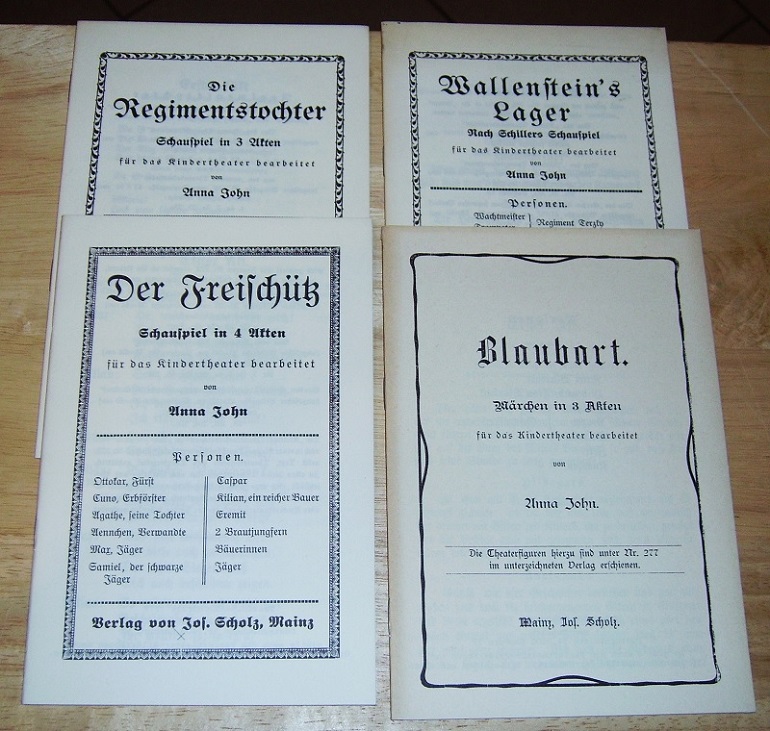 Die
Regimentstochter
Schauspiel in 3 Akten
für das Kindertheater bearbeitet
von
Anna John
Wallenstein's
Lager
Nach Schillers Schauspiel
für das Kindertheater bearbeitet
von
Anna John
Personen.
Wachtmeister
Regiment Terzky
Trompeter
Der Freischütz
Schauspiel in 4 Akten
für das Kindertheater bearbeitet
von
Anna John
Personen.
Ottokar, Fürst
Cuno, Erbförster
Agathe, seine Tochter
Aennchen, Verwandte
Max, Jäger
Samiel, der schwarze
Jäger
Caspar
Kilian, ein reicher Bauer
Eremit
2 Brautjungfern
Bäuerinnen
Jäger
Verlag von Jos. Scholz, Mainz
Blaubart.
Märchen in 3 Akten
für das Kindertheater bearbeitet
von
Anna John.
Die Theaterfiguren hierzu sind unter Nr. 277
im unterzeichneten Verlag erschienen.
Mainz, Jos. Scholz.